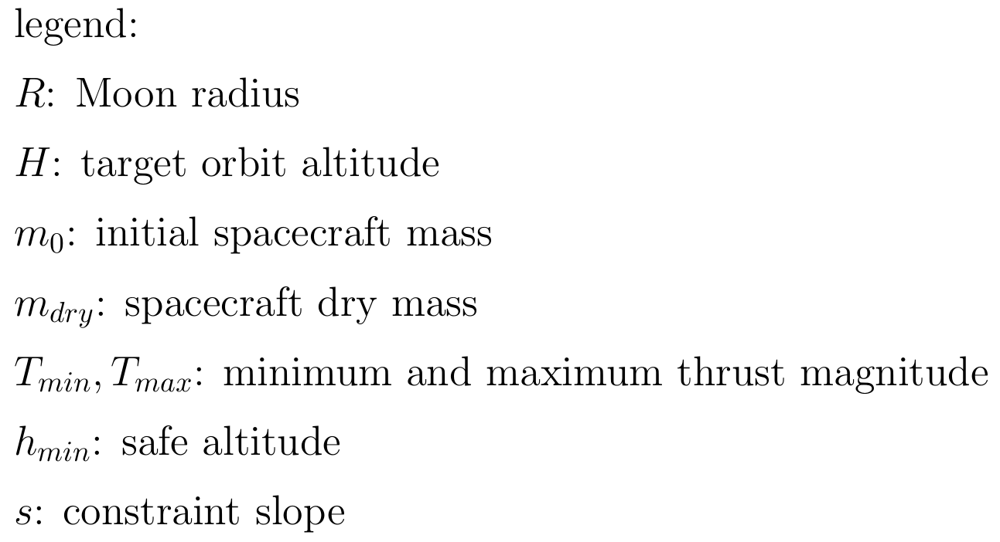 legend:
R: Moon radius
H: target orbit altitude
m₀: initial spacecraft mass
m_{dry}: spacecraft dry mass
T_{min}, T_{max}: minimum and maximum thrust magnitude
h_{min}: safe altitude
s: constraint slope